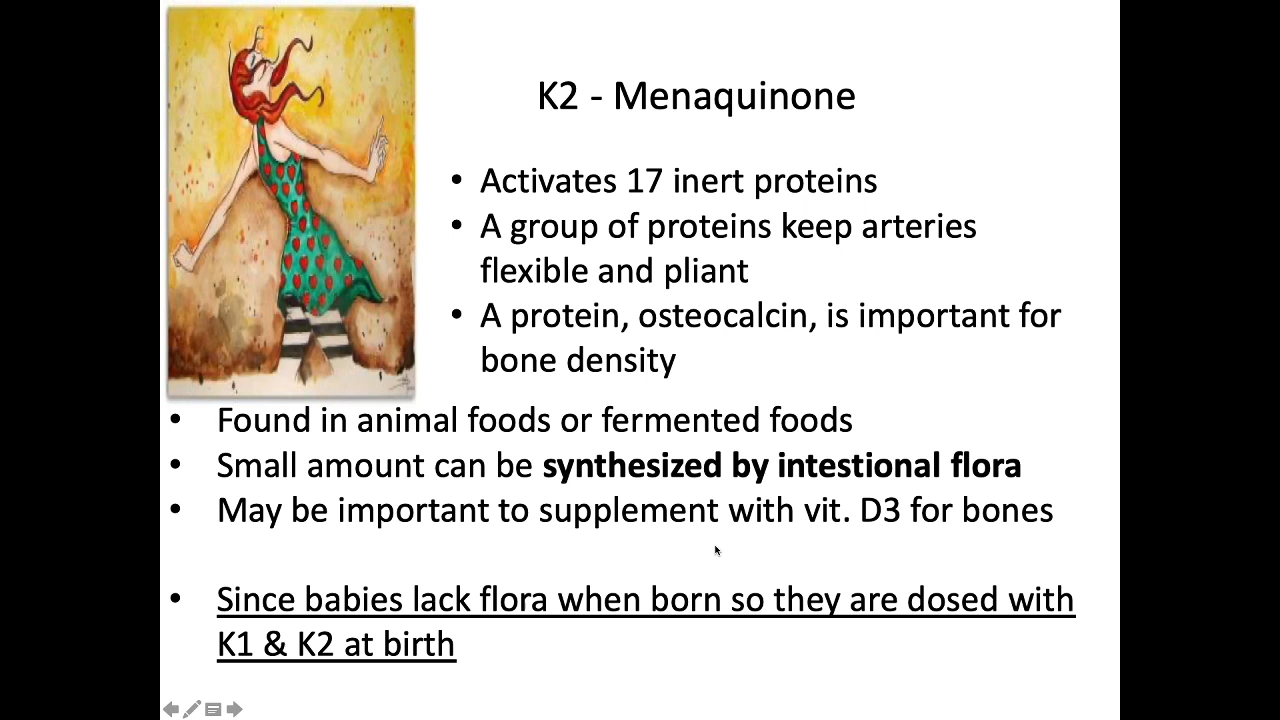 K2 - Menaquinone
• Activates 17 inert proteins
• A group of proteins keep arteries
flexible and pliant
• A protein, osteocalcin, is important for
bone density
• Found in animal foods or fermented foods
• Small amount can be synthesized by intestional flora
• May be important to supplement with vit. D3 for bones
• Since babies lack flora when born so they are dosed with
K1 & K2 at birth